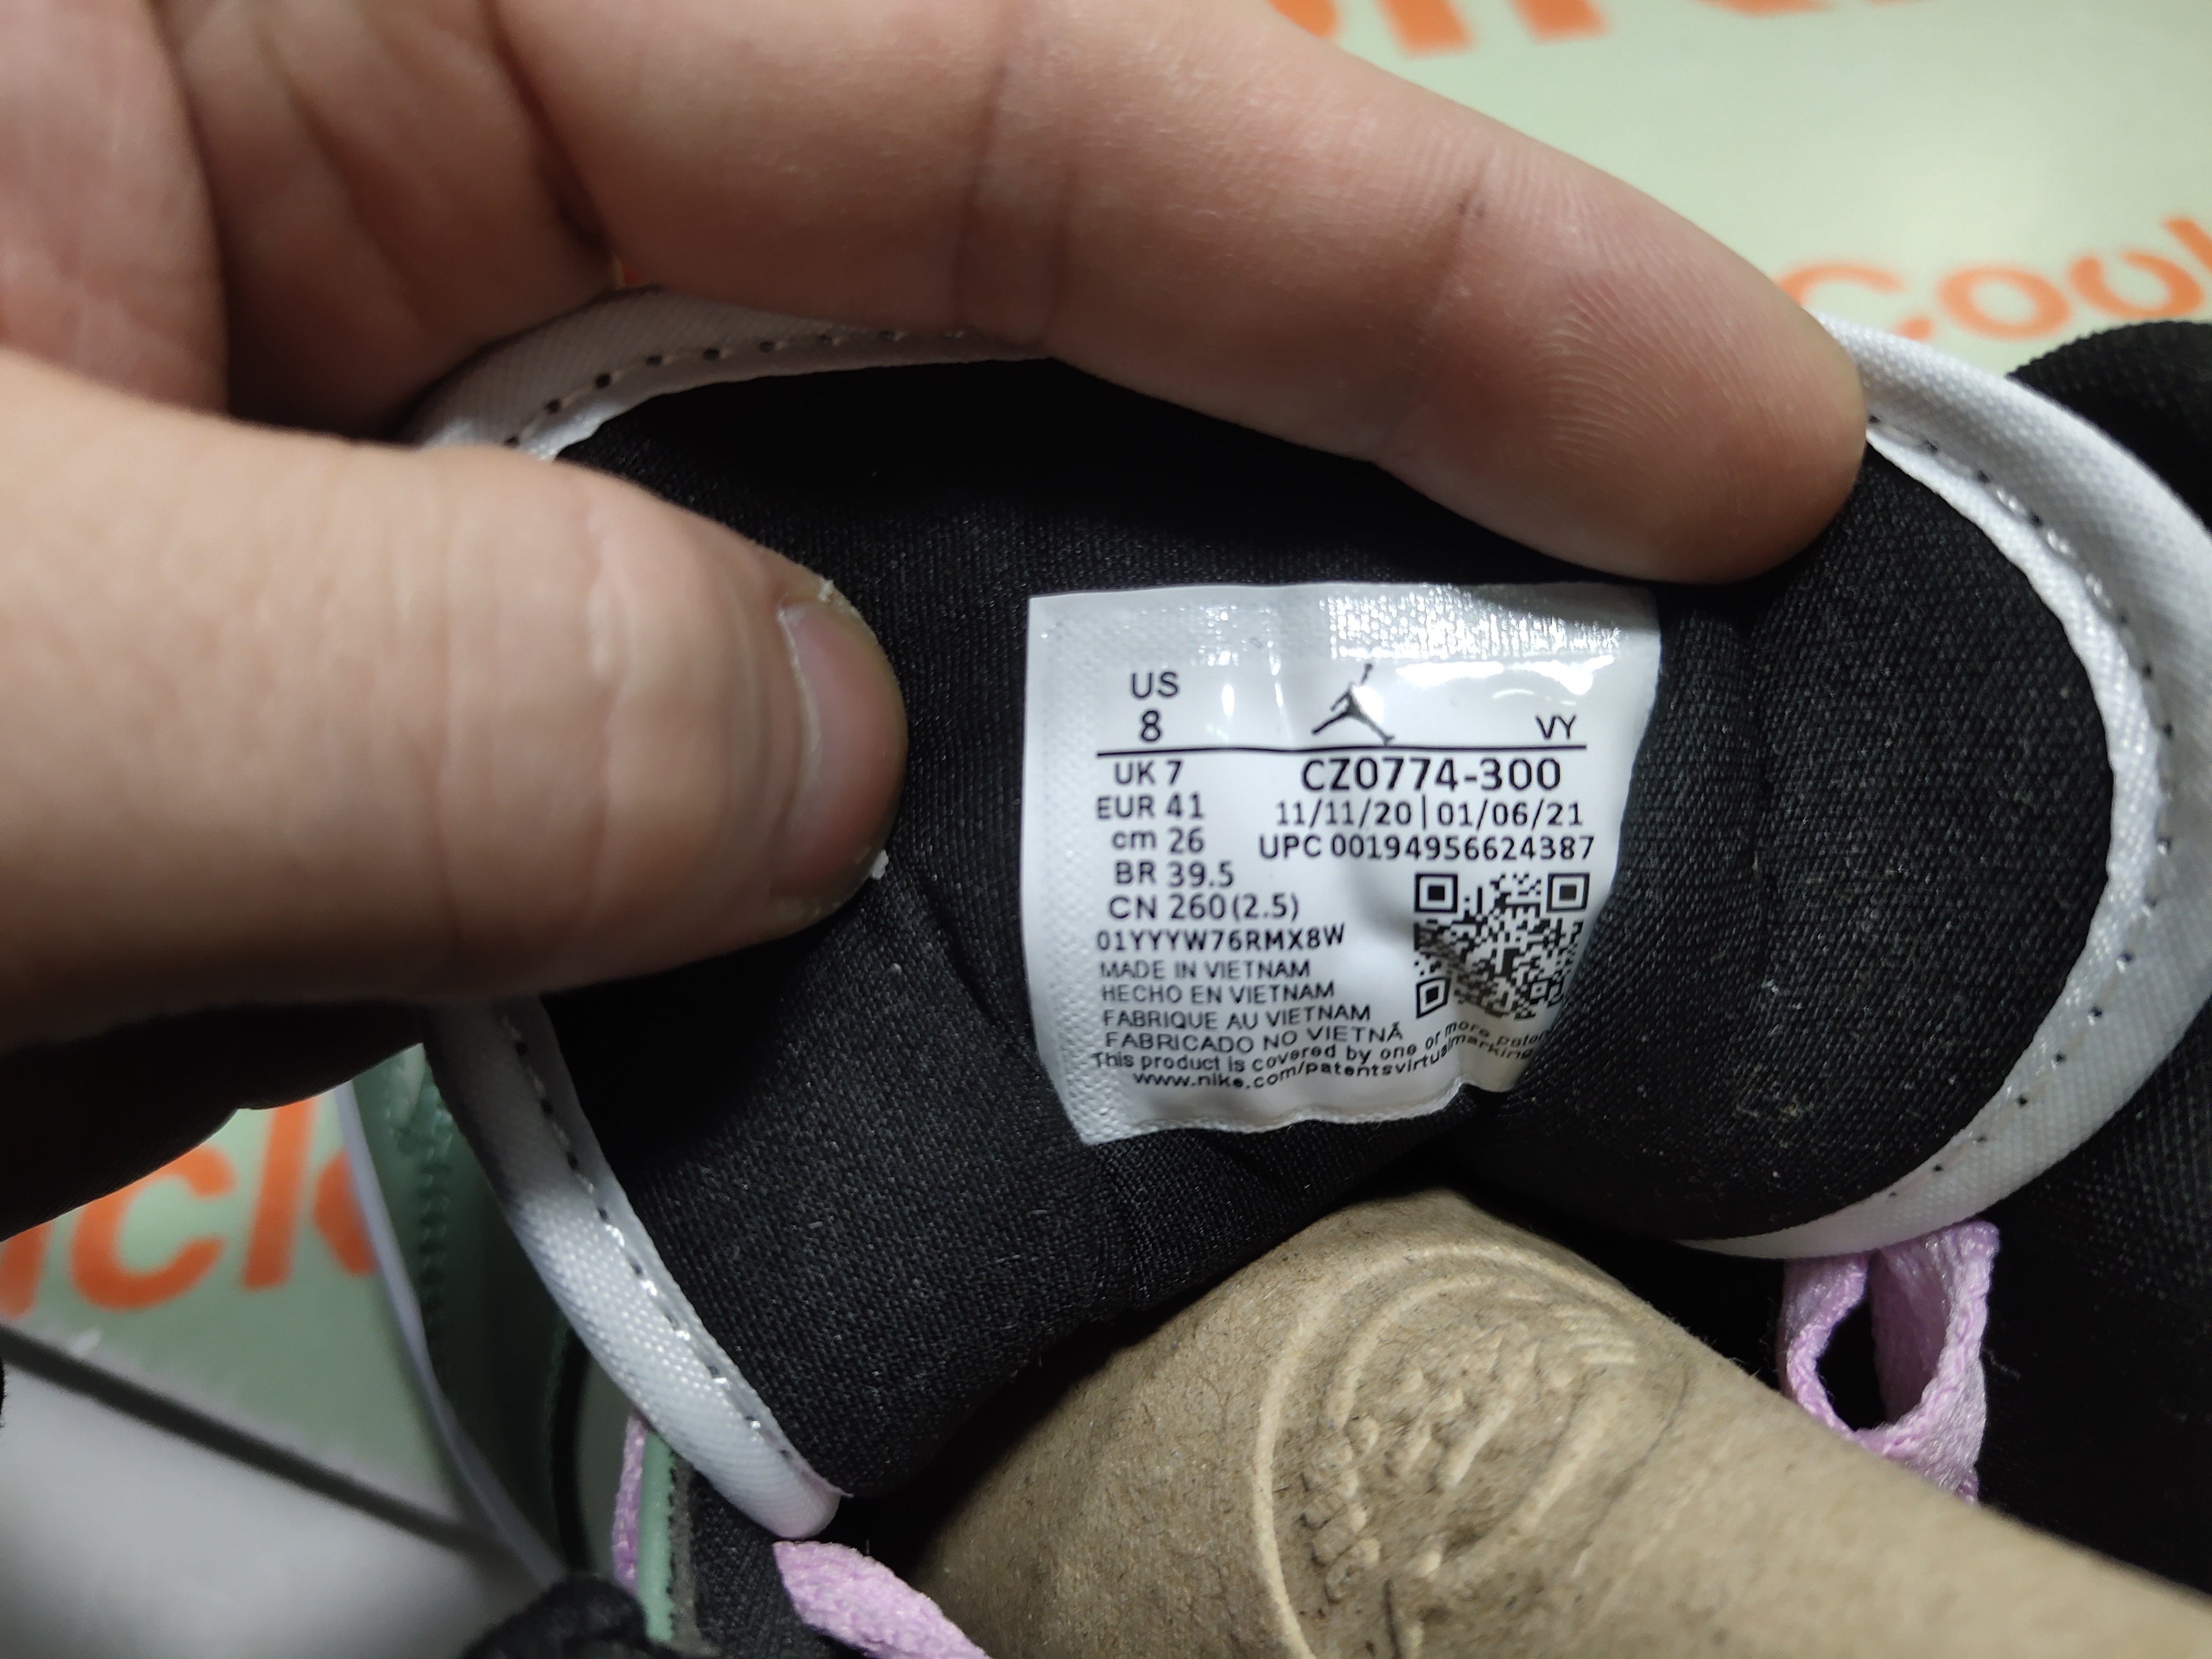 cook
US
8
VY
UK 7
CZ0774-300
EUR 41
11/11/20|01/06/21
cm 26
UPC 00194956624387
BR 39.5
CN 260(2.5)
01YYYW76RMX8W
MADE IN VIETNAM
HECHO EN VIETNAM
FABRIQUE AU VIETNAM
FABRICADO NO VIETNÃ
This product is covered by one or more paten
www.nike.com/patentsvirtualmarking